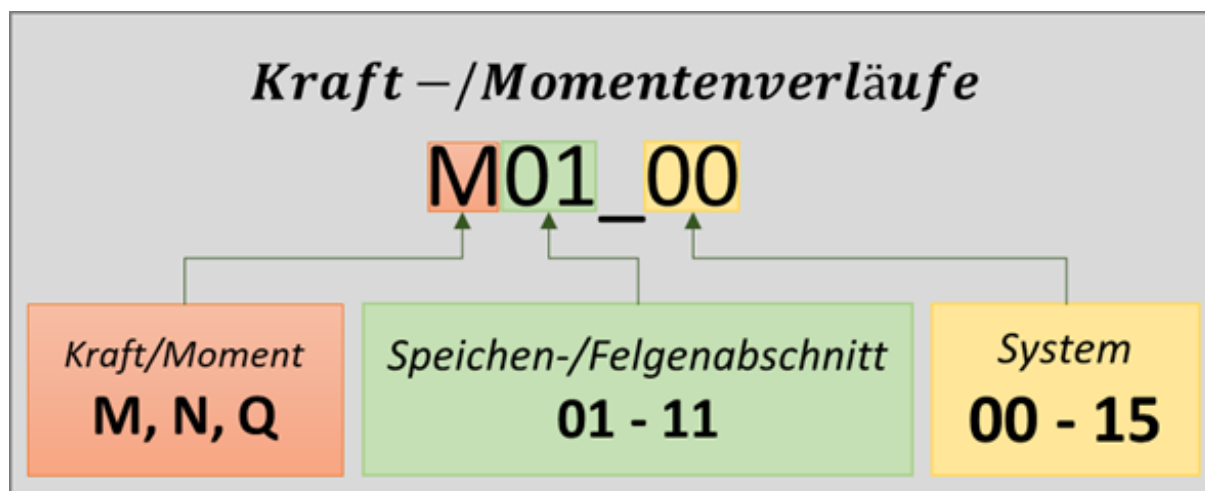 Kraft –/Momentenverläufe
M01_00
Kraft/Moment
M, N, Q
Speichen-/Felgenabschnitt
01 - 11
System
00 - 15